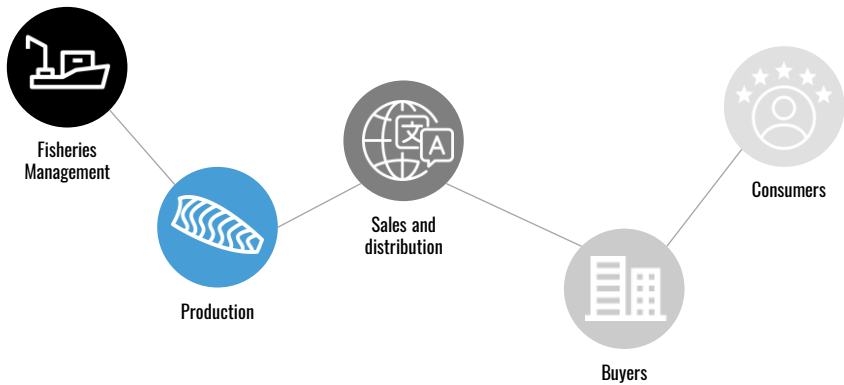 Fisheries
Management
Production
文
A
Sales and
distribution
Buyers
Consumers